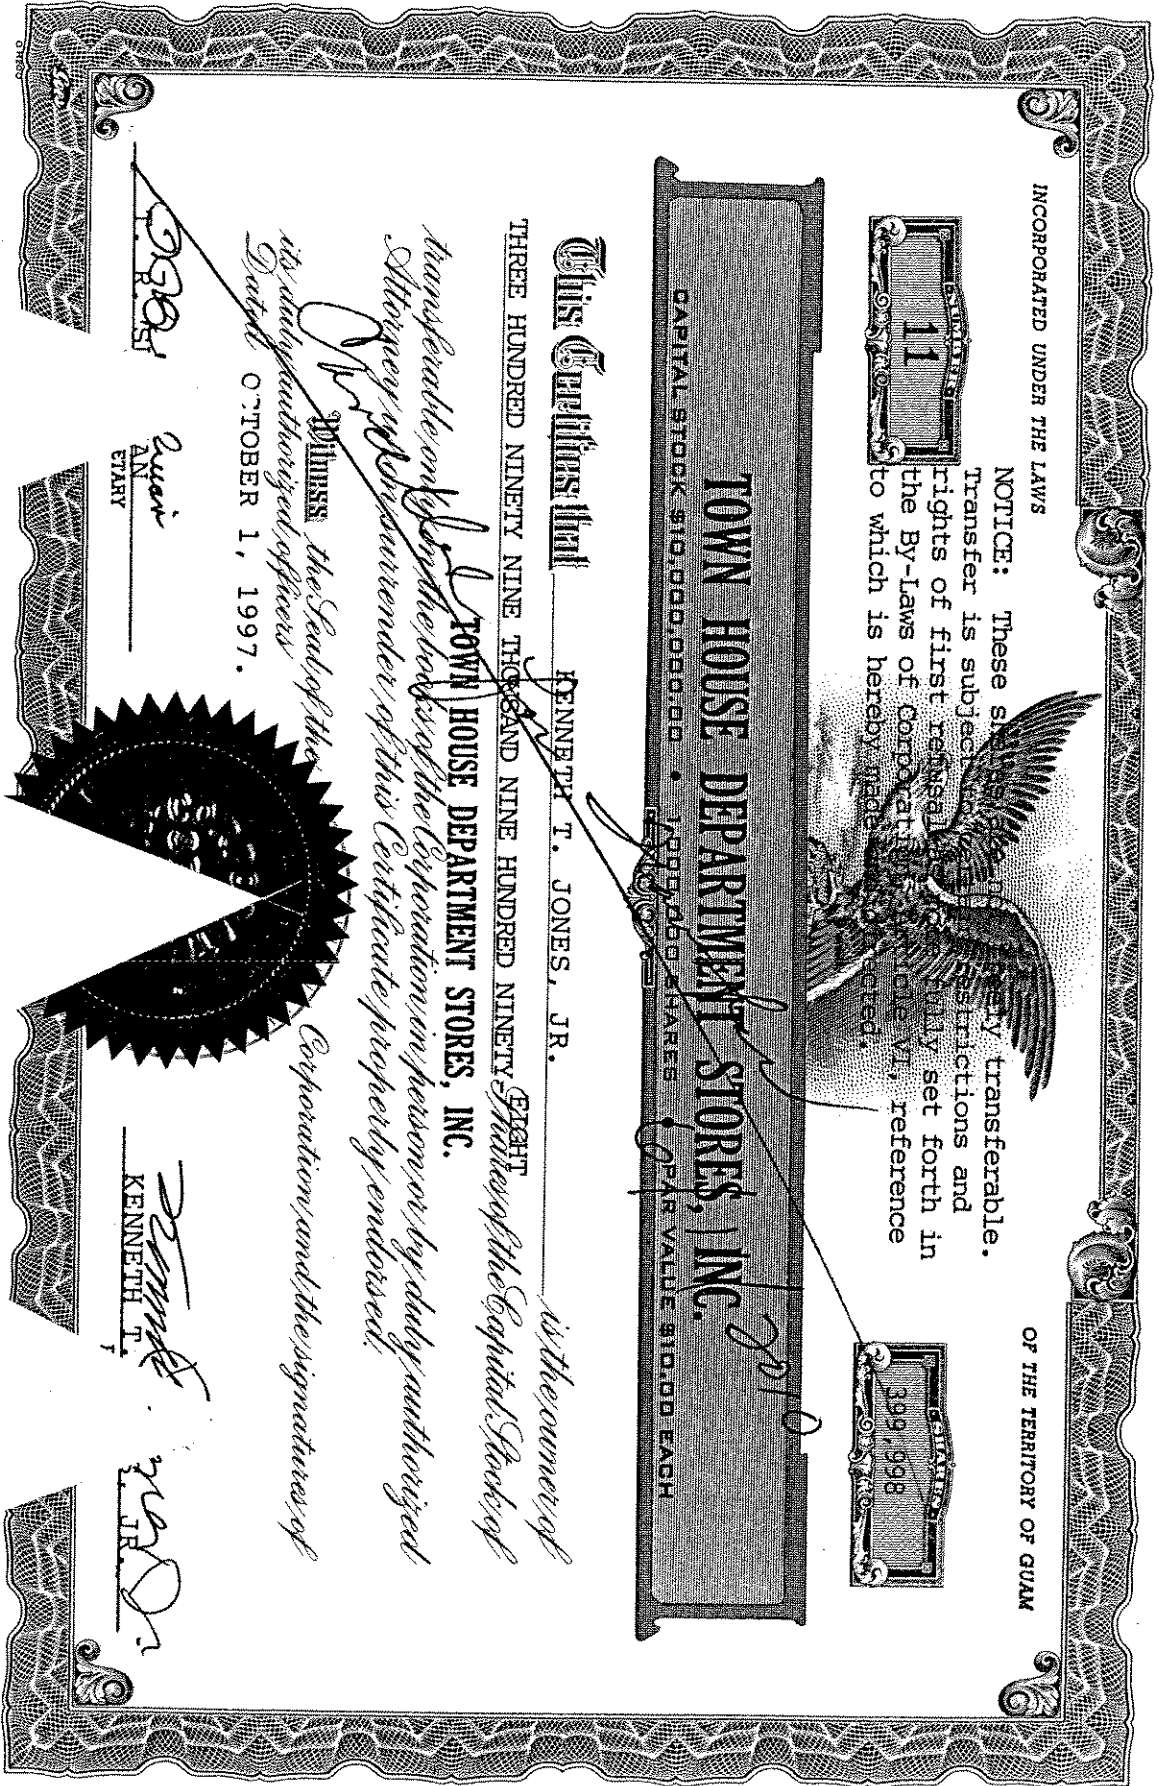 INCORPORATED UNDER THE LAWS
OF THE TERRITORY OF GUAM
NUMBER
11
SHARES
399,998
NOTICE: These transferable.
Transfer is subject restrictions and
rights of first refusal fully set forth in
the By-Laws of Corporation, Article VI, reference
to which is hereby made
TOWN HOUSE DEPARTMENT STORES, INC.
CAPITAL STOCK $10,000,000.00 • 1,000,000 SHARES • PAR VALUE $10.00 EACH
This Certifies that KENNETH T. JONES, JR. is the owner of
THREE HUNDRED NINETY NINE THOUSAND NINE HUNDRED NINETY EIGHT Shares of the Capital Stock of
TOWN HOUSE DEPARTMENT STORES, INC.
transferable only on the books of the Corporation in person or by duly authorized
Attorney upon surrender of this Certificate properly endorsed.
Witness the Seal of the Corporation and the signatures of
its duly authorized officers.
Dated OCTOBER 1, 1997.
ETARY
KENNETH T.
JR.